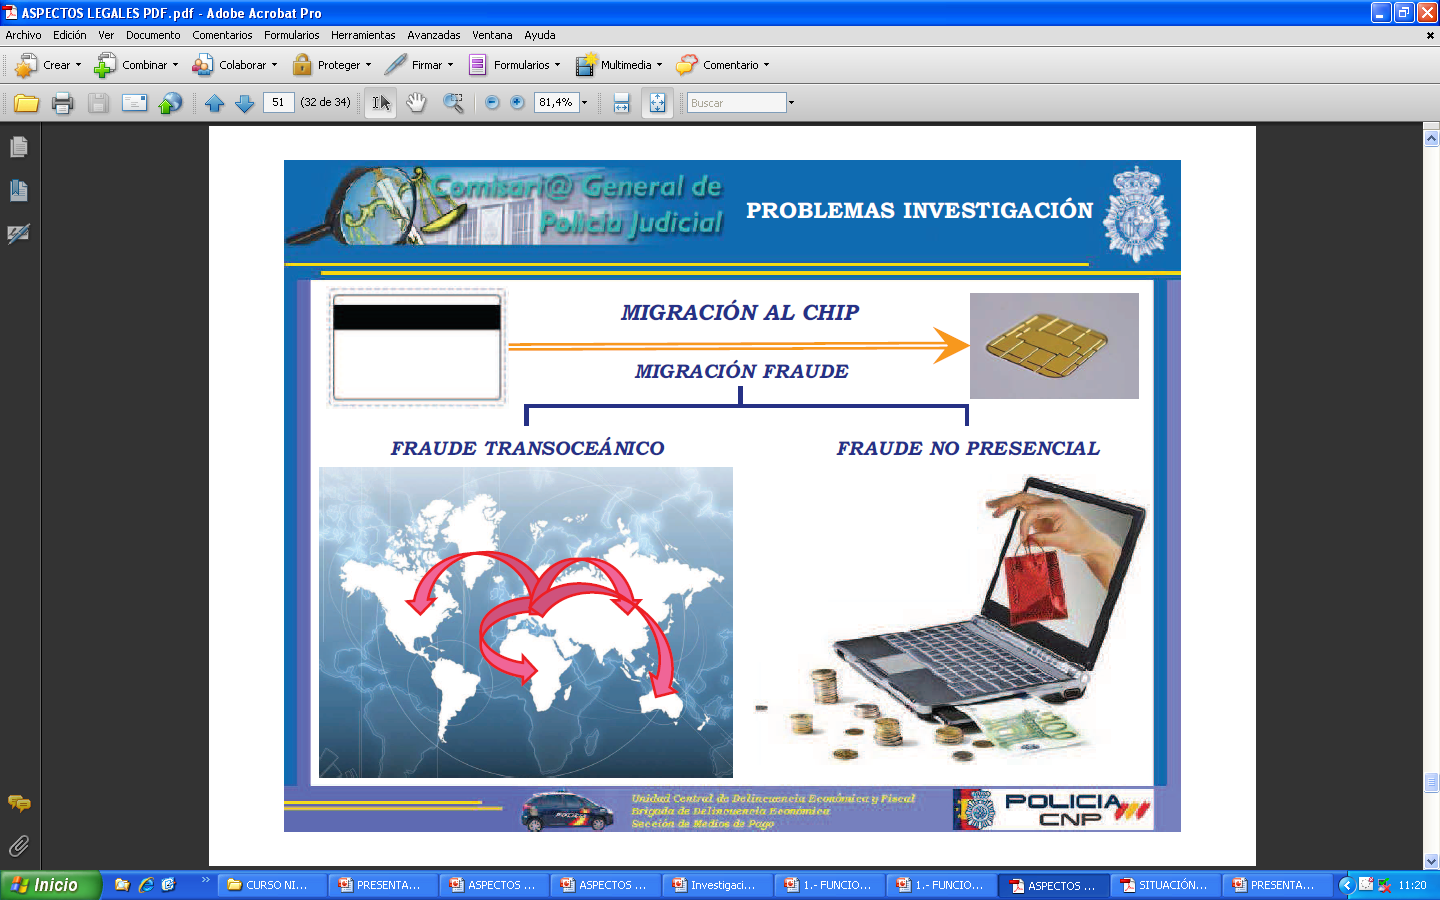 ASPECTOS LEGALES PDF.pdf - Adobe Acrobat Pro
Archivo Edición Ver Documento Comentarios Formularios Herramientas Avanzadas Ventana Ayuda
Crear Combinar Colaborar Proteger Firmar Formularios Multimedia Comentario
51 (32 de 34) 81,4% Buscar
Comisari@ General de
Policía Judicial
PROBLEMAS INVESTIGACIÓN
MIGRACIÓN AL CHIP
MIGRACIÓN FRAUDE
FRAUDE TRANSOCEÁNICO
FRAUDE NO PRESENCIAL
100
POLICIA
Unidad Central de Delincuencia Económica y Fiscal
Brigada de Delincuencia Económica
Sección de Medios de Pago
POLICIA
CNP
Inicio
CURSO NI...
PRESENTA...
ASPECTOS ...
ASPECTOS ...
Investigaci...
1.- FUNCIO...
1.- FUNCIO...
ASPECTOS ...
SITUACIÓN...
PRESENTA...
11:20